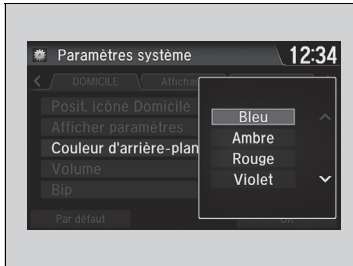 Paramètres système
12:34
DOMICILE
Affichar
Posit. icône Domicile
Afficher paramètres
Couleur d'arrière-plan
Volume
Bip
Par défaut
OK
Bleu
Ambre
Rouge
Violet